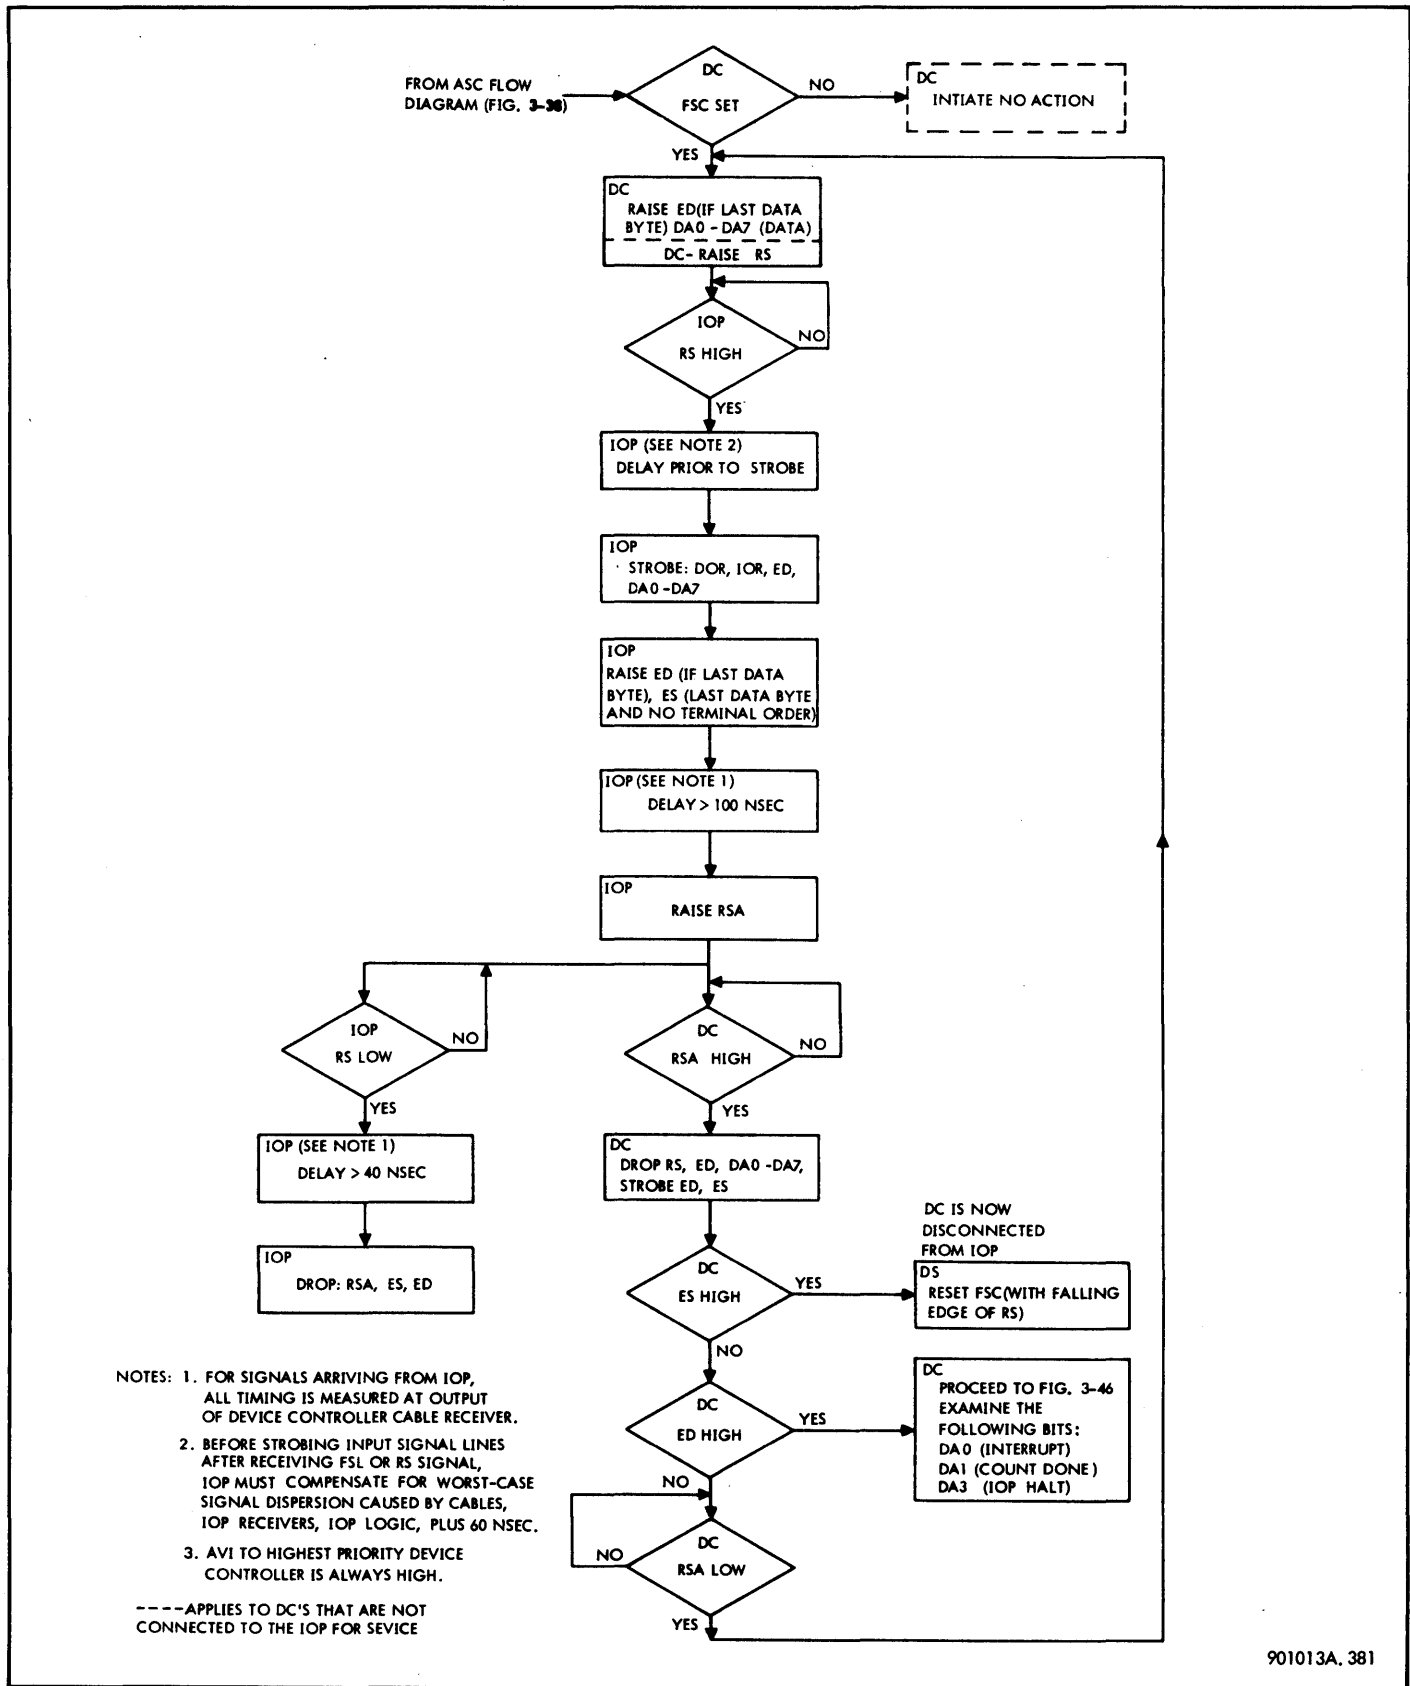 DC
FSC SET
FROM ASC FLOW
DIAGRAM (FIG. 3-38)
NO
DC
INTIATE NO ACTION
YES
DC
RAISE ED(IF LAST DATA
BYTE) DA0 - DA7 (DATA)
DC- RAISE RS
IOP
RS HIGH
NO
YES
IOP (SEE NOTE 2)
DELAY PRIOR TO STROBE
IOP
STROBE: DOR, IOR, ED,
DA0 -DA7
IOP
RAISE ED (IF LAST DATA
BYTE), ES (LAST DATA BYTE
AND NO TERMINAL ORDER)
IOP (SEE NOTE 1)
DELAY > 100 NSEC
IOP
RAISE RSA
IOP
RS LOW
NO
YES
IOP (SEE NOTE 1)
DELAY > 40 NSEC
IOP
DROP: RSA, ES, ED
DC
RSA HIGH
NO
YES
DC
DROP RS, ED, DA0 -DA7,
STROBE ED, ES
DC
ES HIGH
YES
DC IS NOW
DISCONNECTED
FROM IOP
DS
RESET FSC(WITH FALLING
EDGE OF RS)
NO
DC
ED HIGH
YES
DC
PROCEED TO FIG. 3-46
EXAMINE THE
FOLLOWING BITS:
DA0 (INTERRUPT)
DA1 (COUNT DONE)
DA3 (IOP HALT)
NO
DC
RSA LOW
NO
YES
NOTES: 1. FOR SIGNALS ARRIVING FROM IOP,
ALL TIMING IS MEASURED AT OUTPUT
OF DEVICE CONTROLLER CABLE RECEIVER.
2. BEFORE STROBING INPUT SIGNAL LINES
AFTER RECEIVING FSL OR RS SIGNAL,
IOP MUST COMPENSATE FOR WORST-CASE
SIGNAL DISPERSION CAUSED BY CABLES,
IOP RECEIVERS, IOP LOGIC, PLUS 60 NSEC.
3. AVI TO HIGHEST PRIORITY DEVICE
CONTROLLER IS ALWAYS HIGH.
----APPLIES TO DC'S THAT ARE NOT
CONNECTED TO THE IOP FOR SEVICE
901013A. 381